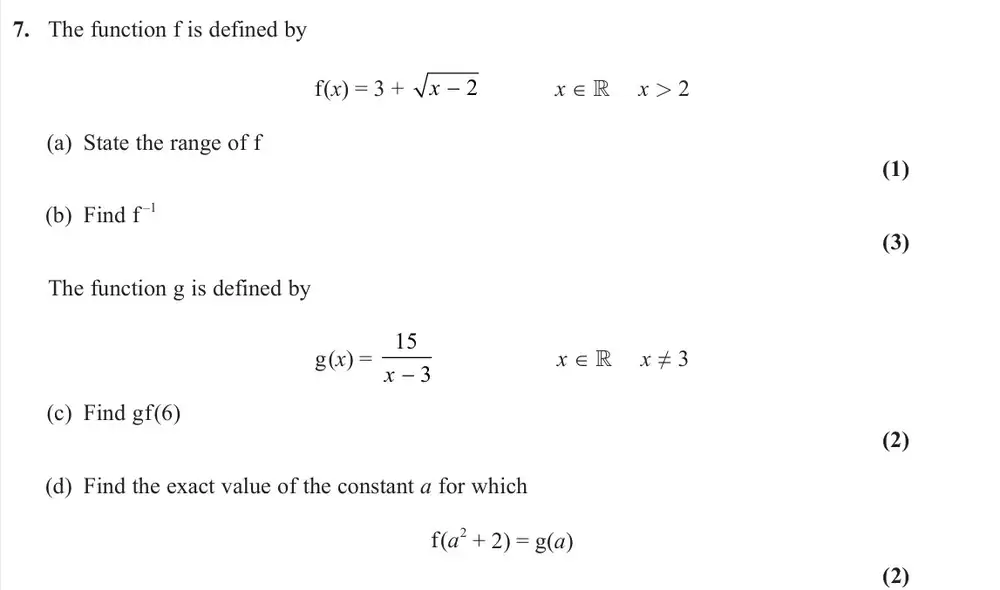 7. The function f is defined by
f(x) = 3 + √(x − 2) x ∈ ℝ x > 2
(a) State the range of f
(1)
(b) Find f⁻¹
(3)
The function g is defined by
g(x) = 15/(x − 3) x ∈ ℝ x ≠ 3
(c) Find gf(6)
(2)
(d) Find the exact value of the constant a for which
f(a² + 2) = g(a)
(2)